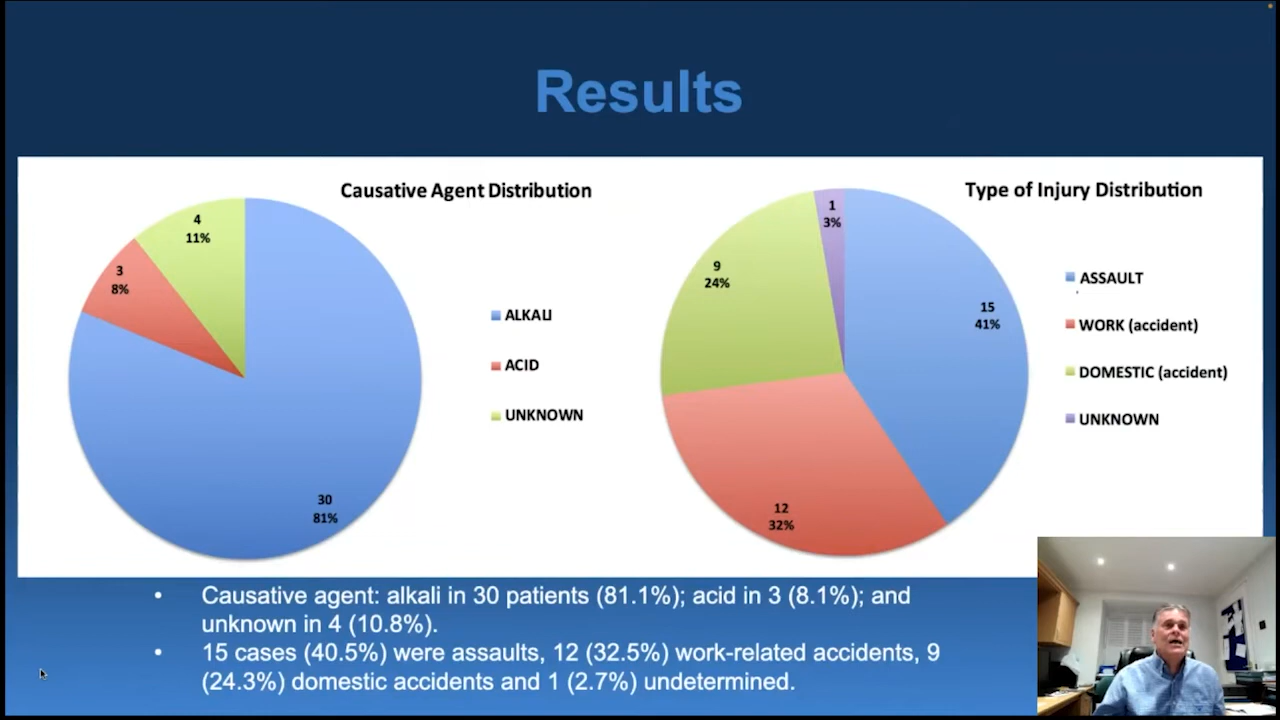 Results
Causative Agent Distribution
4
11%
3
8%
30
81%
ALKALI
ACID
UNKNOWN
Type of Injury Distribution
1
3%
9
24%
15
41%
12
32%
ASSAULT
WORK (accident)
DOMESTIC (accident)
UNKNOWN
• Causative agent: alkali in 30 patients (81.1%); acid in 3 (8.1%); and
unknown in 4 (10.8%).
• 15 cases (40.5%) were assaults, 12 (32.5%) work-related accidents, 9
(24.3%) domestic accidents and 1 (2.7%) undetermined.